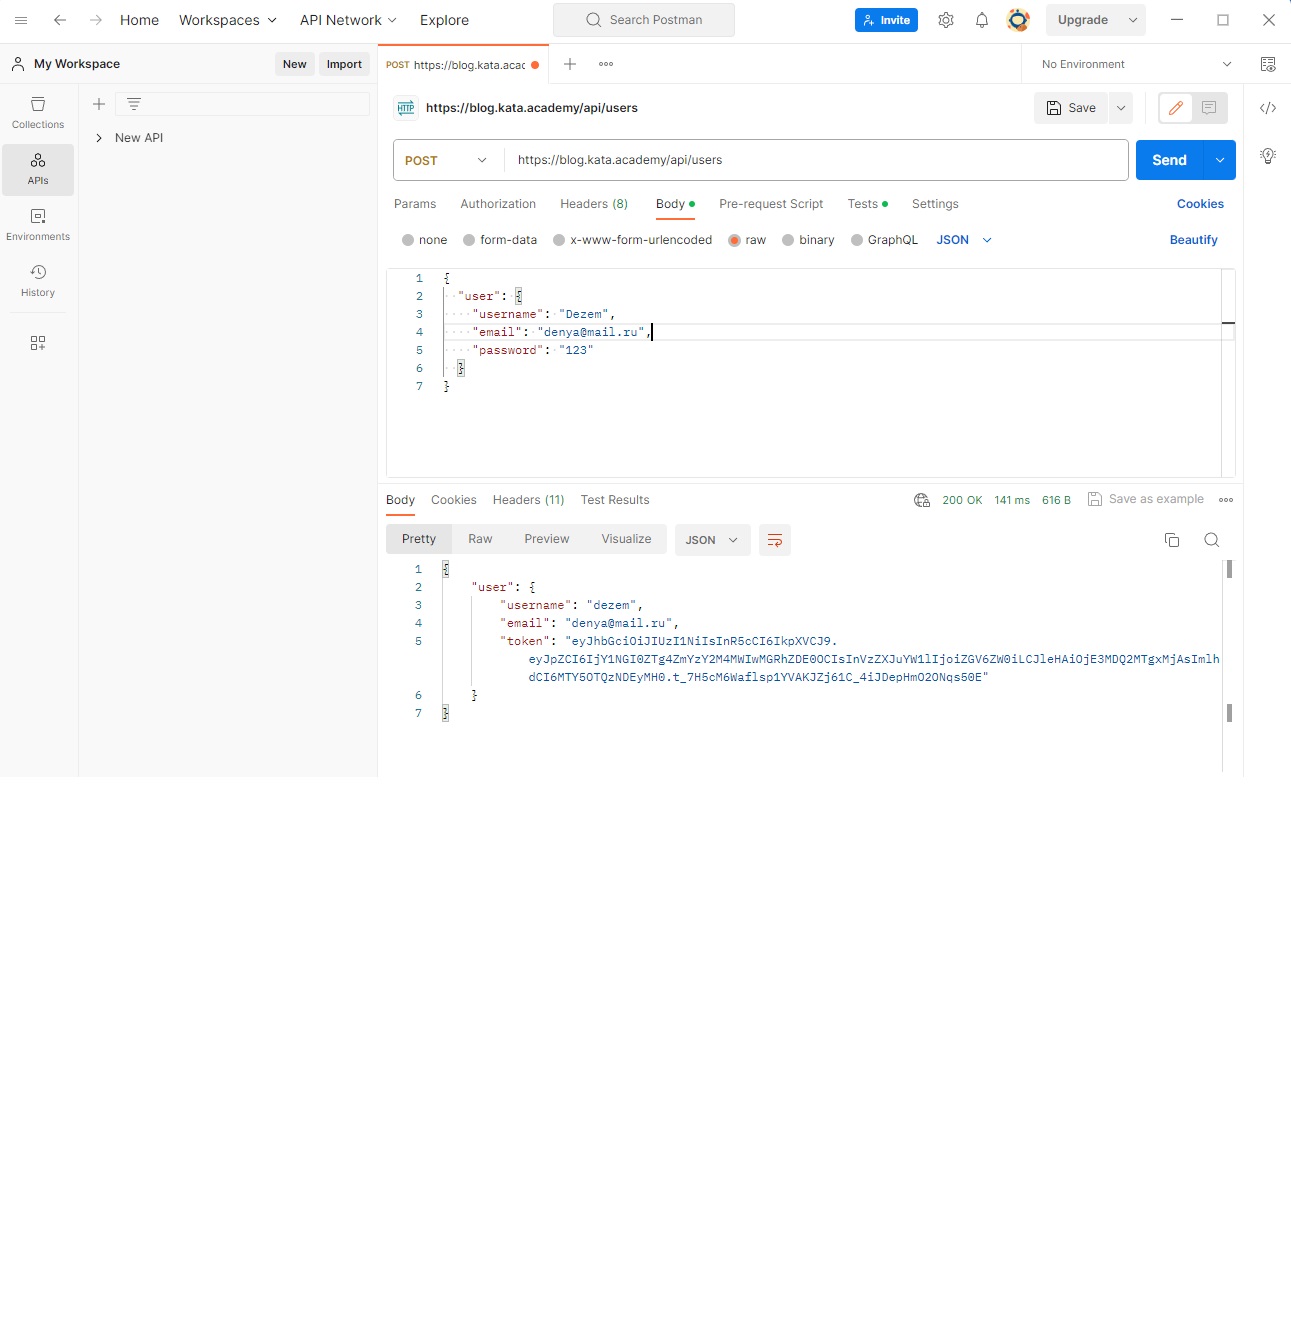 Home Workspaces API Network Explore Search Postman Invite Upgrade
My Workspace New Import POST https://blog.kata.acac No Environment
Collections
APIs
Environments
History
New API
HTTP https://blog.kata.academy/api/users Save
POST https://blog.kata.academy/api/users Send
Params Authorization Headers (8) Body Pre-request Script Tests Settings Cookies
none form-data x-www-form-urlencoded raw binary GraphQL JSON Beautify
1 {
2 "user": {
3 "username": "Dezem",
4 "email": "denya@mail.ru",
5 "password": "123"
6 }
7 }
Body Cookies Headers (11) Test Results 200 OK 141 ms 616 B Save as example
Pretty Raw Preview Visualize JSON
1 {
2 "user": {
3 "username": "dezem",
4 "email": "denya@mail.ru",
5 "token": "eyJhbGciOiJIUzI1NiIsInR5cCI6IkpXVCJ9.
eyJpZCI6IjY1NGI0ZTg4ZmYzY2M4MWIwMGRhZDE0OCIsInVzZXJuYW1lIjoiZGV6ZW0iLCJleHAiOjE3MDQ2MTgxMjAsImlh
dCI6MTY5OTQzNDEyMH0.t_7H5cM6Waflsp1YVAKJZj61C_4iJDepHmO2ONqs50E"
6 }
7 }